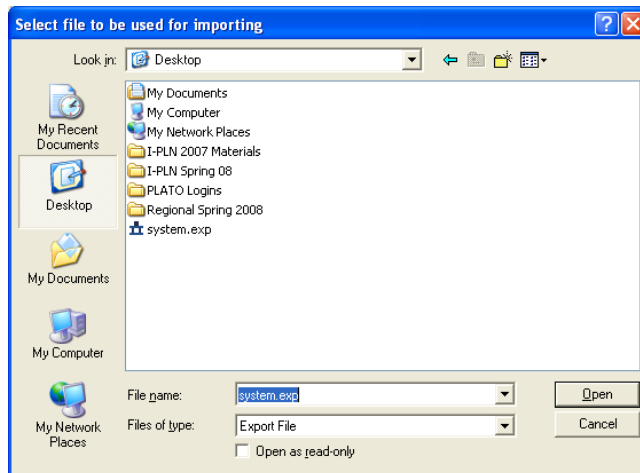 Select file to be used for importing
Look in: Desktop
My Recent
Documents
Desktop
My Documents
My Computer
My Network
Places
My Documents
My Computer
My Network Places
I-PLN 2007 Materials
I-PLN Spring 08
PLATO Logins
Regional Spring 2008
system.exp
File name: system.exp Open
Files of type: Export File Cancel
Open as read-only